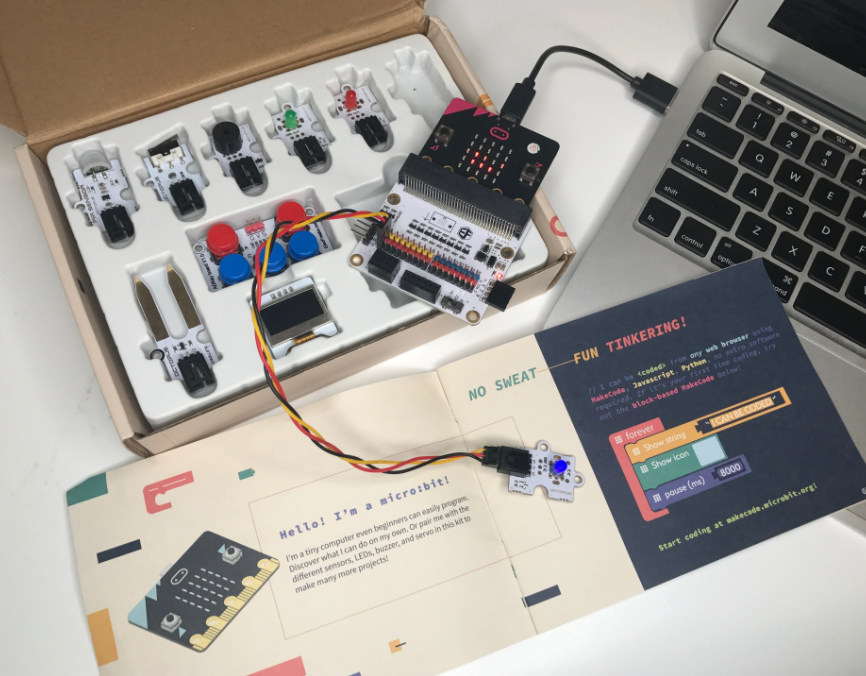 tab
caps lock
shift
fn
control
option
command
⌘
!
1
@
2
#
3
Q
W
E
A
S
D
Z
X
C
F
NO SWEAT
FUN TINKERING!
// I can be <coded> from any web browser using
MakeCode, Javascript, Python, no extra software
required. If it's your first time coding, try
out the block-based MakeCode below!
forever
Show string "I CAN BE CODED"
Show icon
pause (ms) 8000
Start coding at makecode.microbit.org!
Hello! I'm a micro:bit!
I'm a tiny computer even beginners can easily program.
Discover what I can do on my own. Or pair me with the
different sensors, LEDs, buzzer, and servo in this kit to
make many more projects!